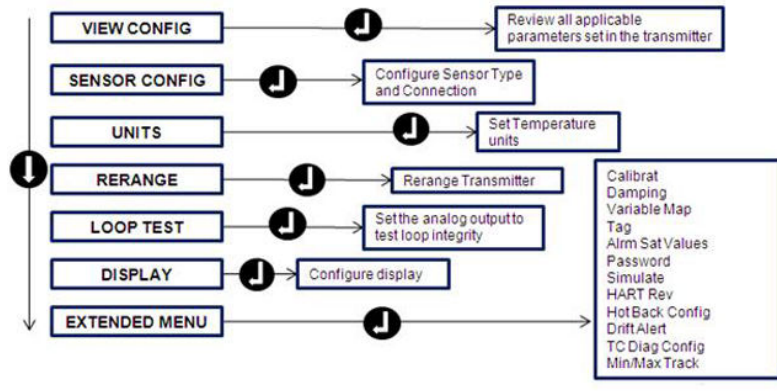 VIEW CONFIG
Review all applicable
parameters set in the transmitter
SENSOR CONFIG
Configure Sensor Type
and Connection
UNITS
Set Temperature
units
RERANGE
Rerange Transmitter
LOOP TEST
Set the analog output to
test loop integrity
DISPLAY
Configure display
EXTENDED MENU
Calibrat
Damping
Variable Map
Tag
Alrm Sat Values
Password
Simulate
HART Rev
Hot Back Config
Drift Alert
TC Diag Config
Min/Max Track